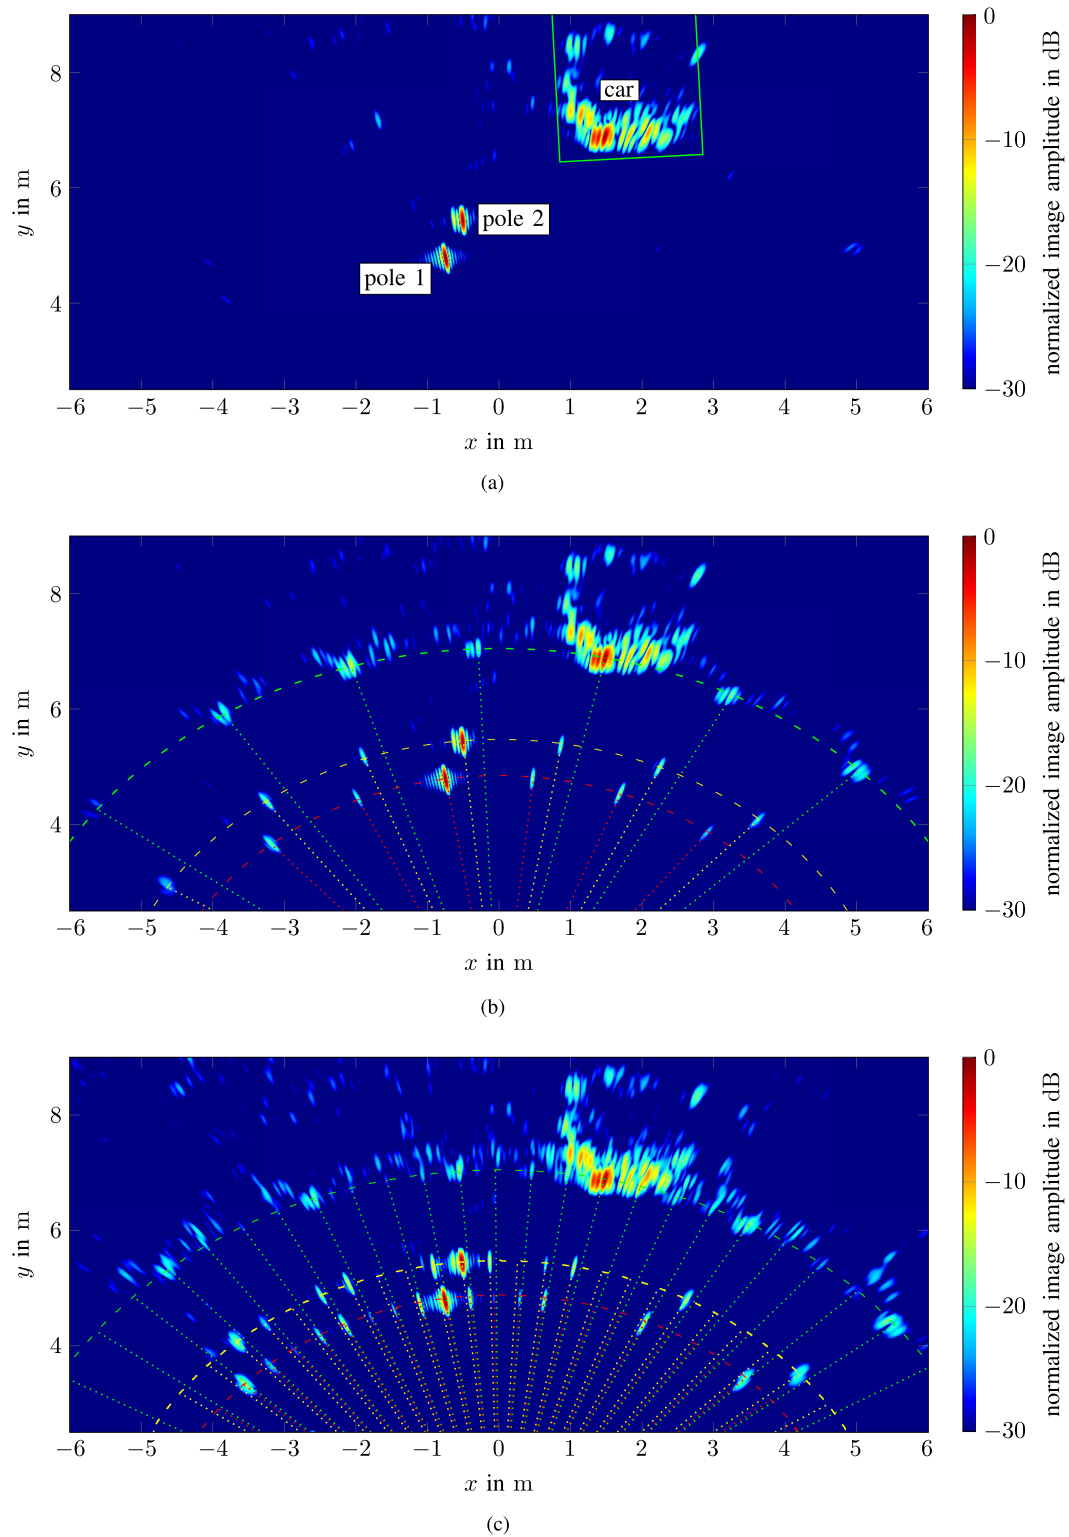 0
8
car
−10
6
pole 2
y in m
−20
pole 1
4
normalized image amplitude in dB
−30
−6 −5 −4 −3 −2 −1 0 1 2 3 4 5 6
x in m
(a)
0
8
−10
6
y in m
−20
4
normalized image amplitude in dB
−30
−6 −5 −4 −3 −2 −1 0 1 2 3 4 5 6
x in m
(b)
0
8
−10
6
y in m
−20
4
normalized image amplitude in dB
−30
−6 −5 −4 −3 −2 −1 0 1 2 3 4 5 6
x in m
(c)